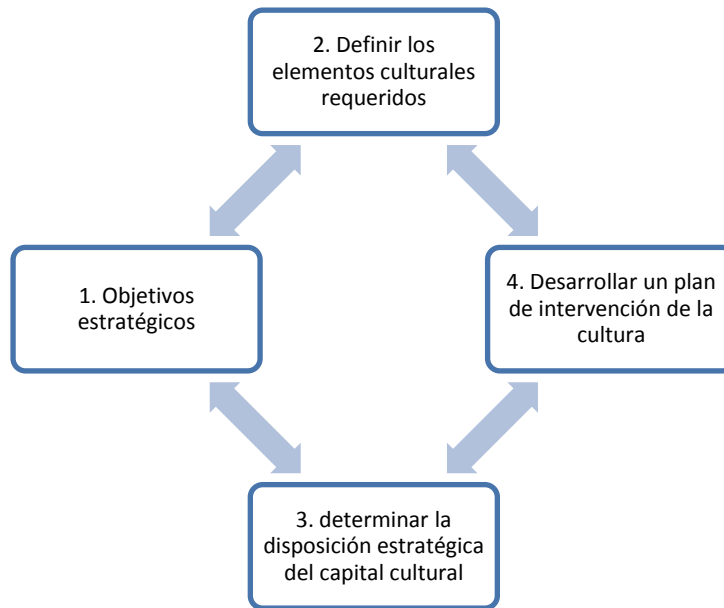 2. Definir los
elementos culturales
requeridos
1. Objetivos
estratégicos
4. Desarrollar un plan
de intervención de la
cultura
3. determinar la
disposición estratégica
del capital cultural